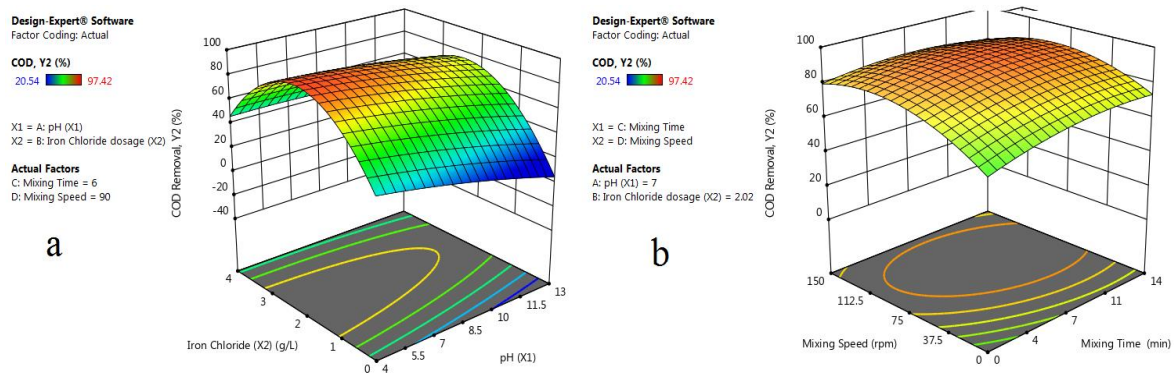 Design-Expert® Software
Factor Coding: Actual
COD, Y2 (%)
20.54 97.42
X1 = A: pH (X1)
X2 = B: Iron Chloride dosage (X2)
Actual Factors
C: Mixing Time = 6
D: Mixing Speed = 90
a
COD Removal, Y2 (%)
100
80
60
40
20
0
-20
-40
4
3
2
1
0
Iron Chloride (X2) (g/L)
4
5.5
7
8.5
10
11.5
13
pH (X1)
Design-Expert® Software
Factor Coding: Actual
COD, Y2 (%)
20.54 97.42
X1 = C: Mixing Time
X2 = D: Mixing Speed
Actual Factors
A: pH (X1) = 7
B: Iron Chloride dosage (X2) = 2.02
b
COD Removal, Y2 (%)
100
80
60
40
20
0
150
112.5
75
37.5
0
Mixing Speed (rpm)
0
4
7
11
14
Mixing Time (min)